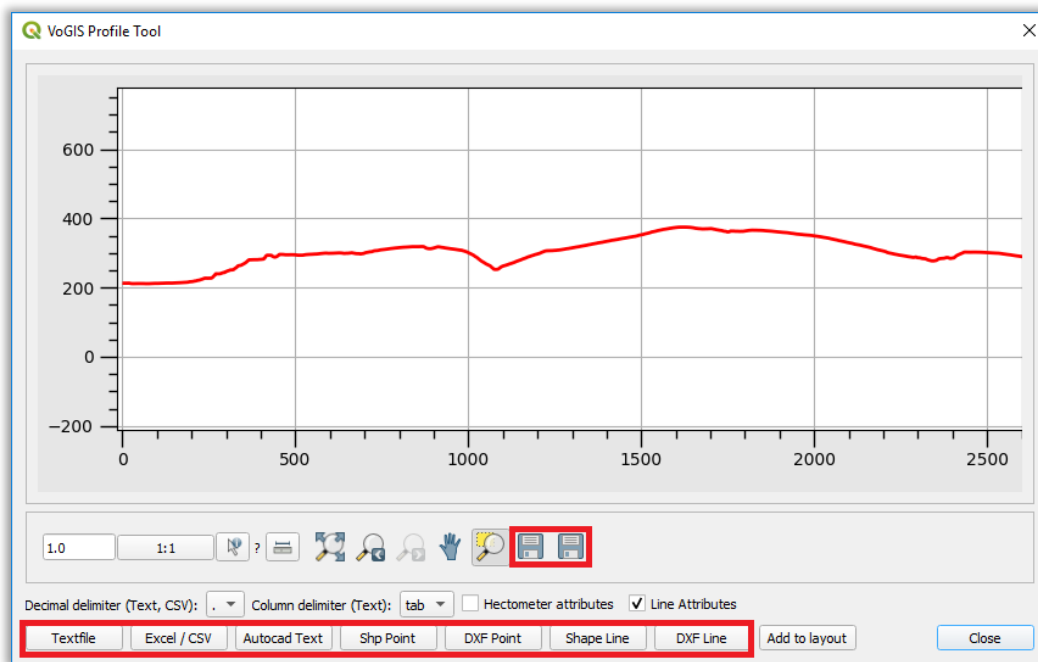 VoGIS Profile Tool
600
400
200
0
−200
0 500 1000 1500 2000 2500
1.0 1:1 ?
Decimal delimiter (Text, CSV): . Column delimiter (Text): tab Hectometer attributes Line Attributes
Textfile Excel / CSV Autocad Text Shp Point DXF Point Shape Line DXF Line Add to layout Close